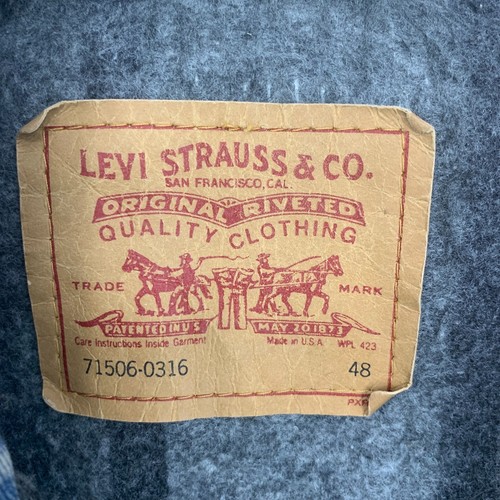 LEVI STRAUSS & CO.
SAN FRANCISCO, CAL.
ORIGINAL RIVETED
QUALITY CLOTHING
TRADE MARK
PATENTED IN U.S. MAY 20 1873
Care Instructions Inside Garment Made in U.S.A. WPL 423
71506-0316 48